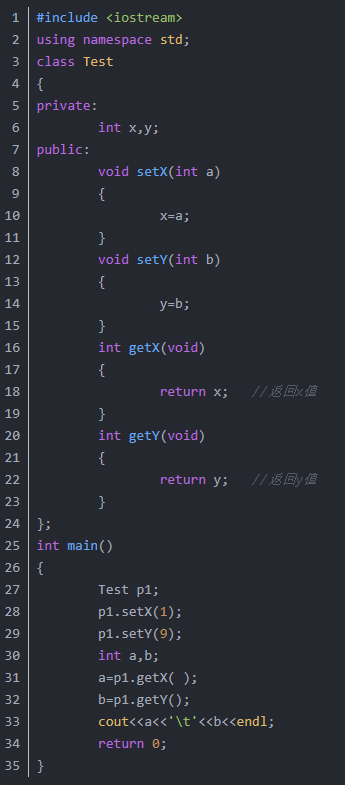 1 #include <iostream>
2 using namespace std;
3 class Test
4 {
5 private:
6         int x,y;
7 public:
8         void setX(int a)
9         {
10                 x=a;
11         }
12         void setY(int b)
13         {
14                 y=b;
15         }
16         int getX(void)
17         {
18                 return x;   //返回x值
19         }
20         int getY(void)
21         {
22                 return y;   //返回y值
23         }
24 };
25 int main()
26 {
27         Test p1;
28         p1.setX(1);
29         p1.setY(9);
30         int a,b;
31         a=p1.getX( );
32         b=p1.getY();
33         cout<<a<<'\t'<<b<<endl;
34         return 0;
35 }